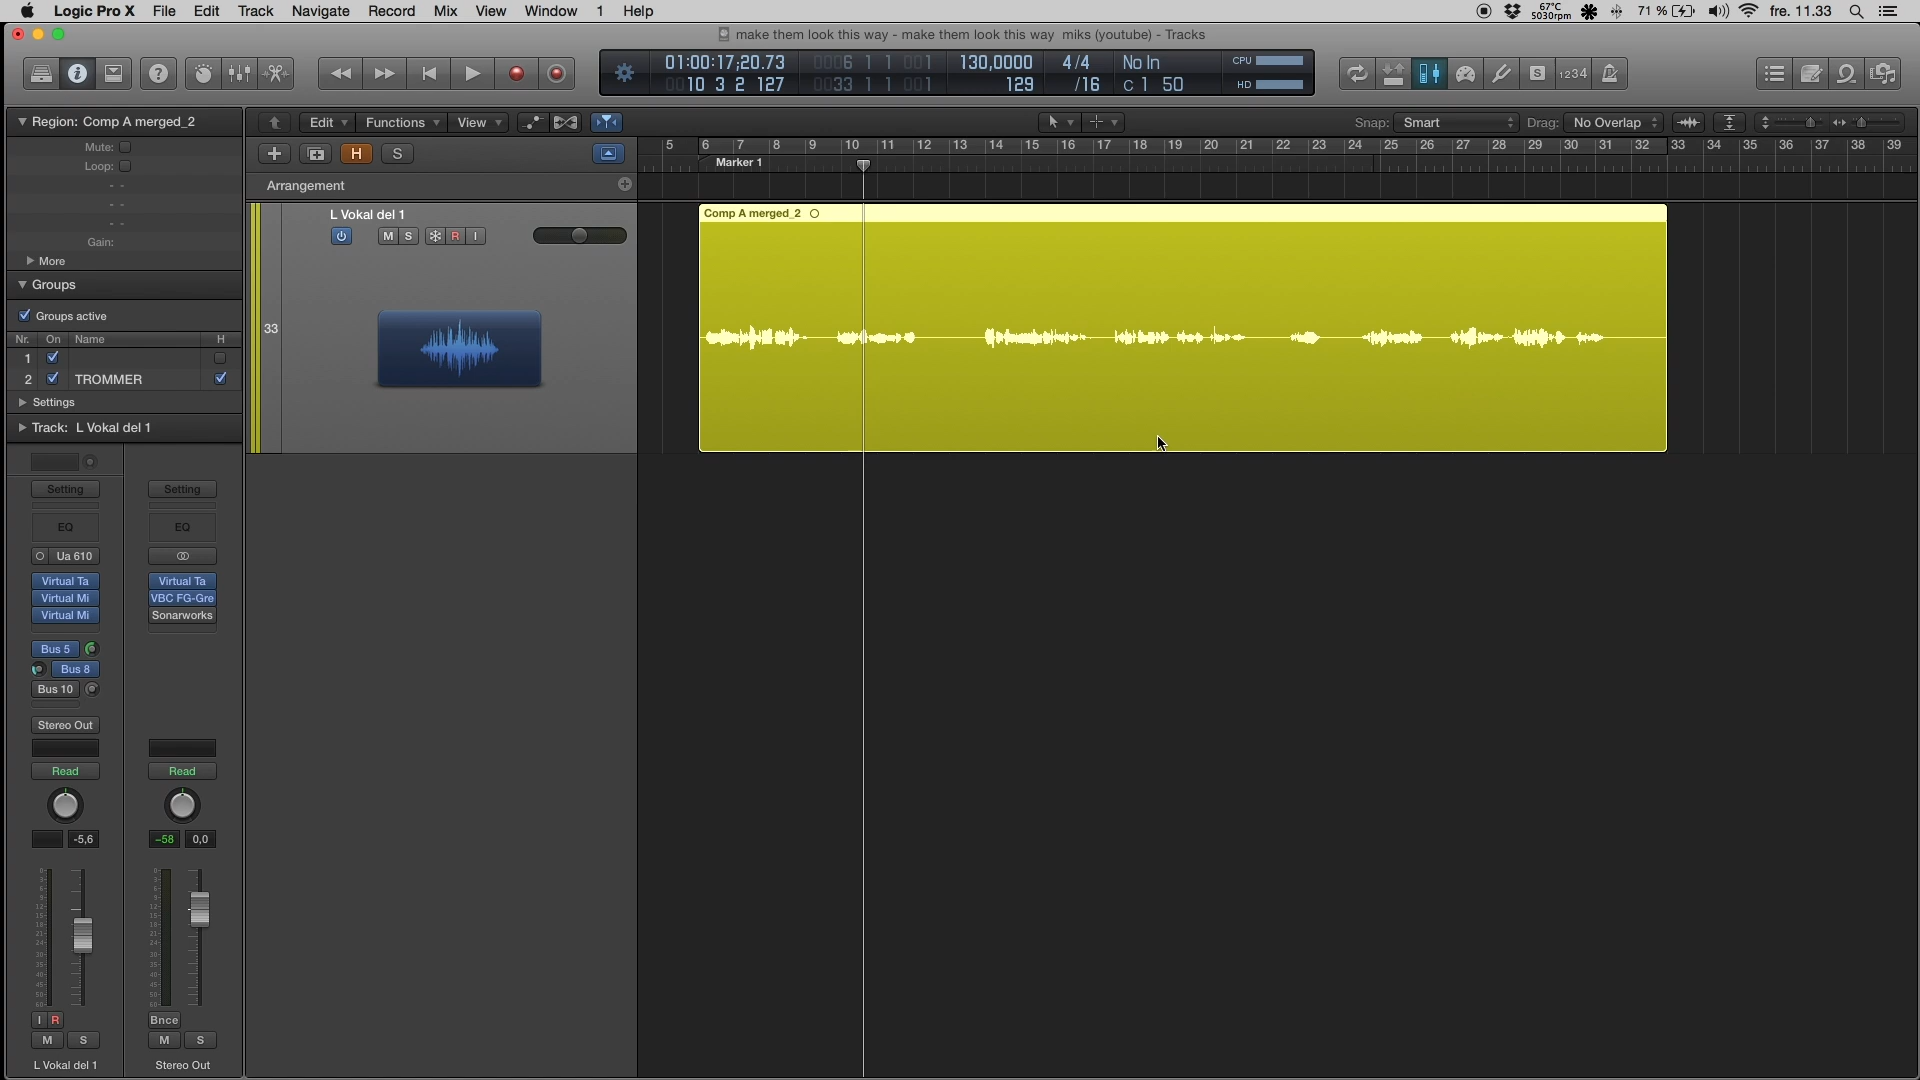 Logic Pro X File Edit Track Navigate Record Mix View Window 1 Help
67°C
5030rpm
71 % fre. 11.33
make them look this way - make them look this way miks (youtube) - Tracks
01:00:17;20.73 0006 1 1 001 130,0000 4/4 No In CPU
0010 3 2 127 0033 1 1 001 129 /16 C 1 50 HD
S 1234
Region: Comp A merged_2
Edit Functions View
Snap: Smart Drag: No Overlap
Mute:
Loop:
- -
- -
- -
Gain:
More
H S
5 6 7 8 9 10 11 12 13 14 15 16 17 18 19 20 21 22 23 24 25 26 27 28 29 30 31 32 33 34 35 36 37 38 39
Marker 1
Arrangement
Groups
Groups active
Nr. On Name H
1
2 TROMMER
Settings
Track: L Vokal del 1
33
L Vokal del 1
M S R I
Comp A merged_2
Setting Setting
EQ EQ
Ua 610
Virtual Ta Virtual Ta
Virtual Mi VBC FG-Gre
Virtual Mi Sonarworks
Bus 5
Bus 8
Bus 10
Stereo Out
Read Read
-5,6 -58 0,0
I R Bnce
M S M S
L Vokal del 1 Stereo Out